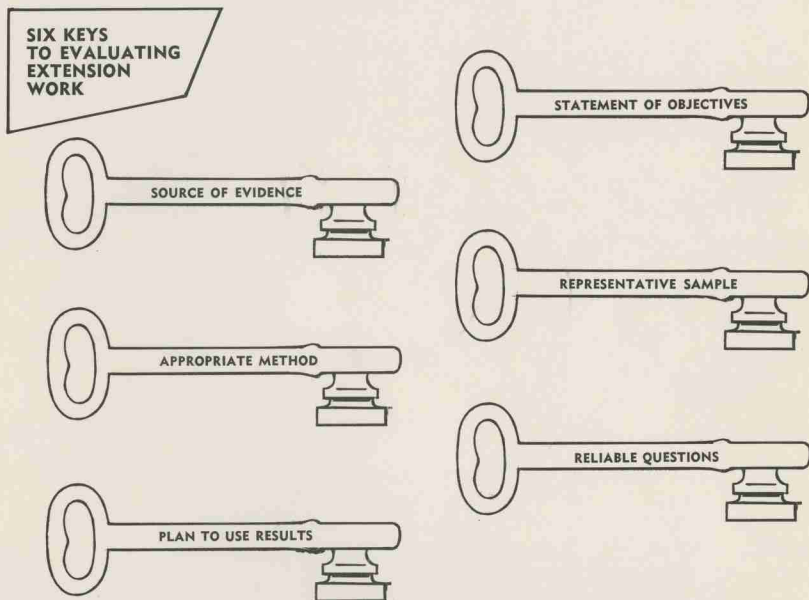 SIX KEYS
TO EVALUATING
EXTENSION
WORK
STATEMENT OF OBJECTIVES
SOURCE OF EVIDENCE
REPRESENTATIVE SAMPLE
APPROPRIATE METHOD
RELIABLE QUESTIONS
PLAN TO USE RESULTS